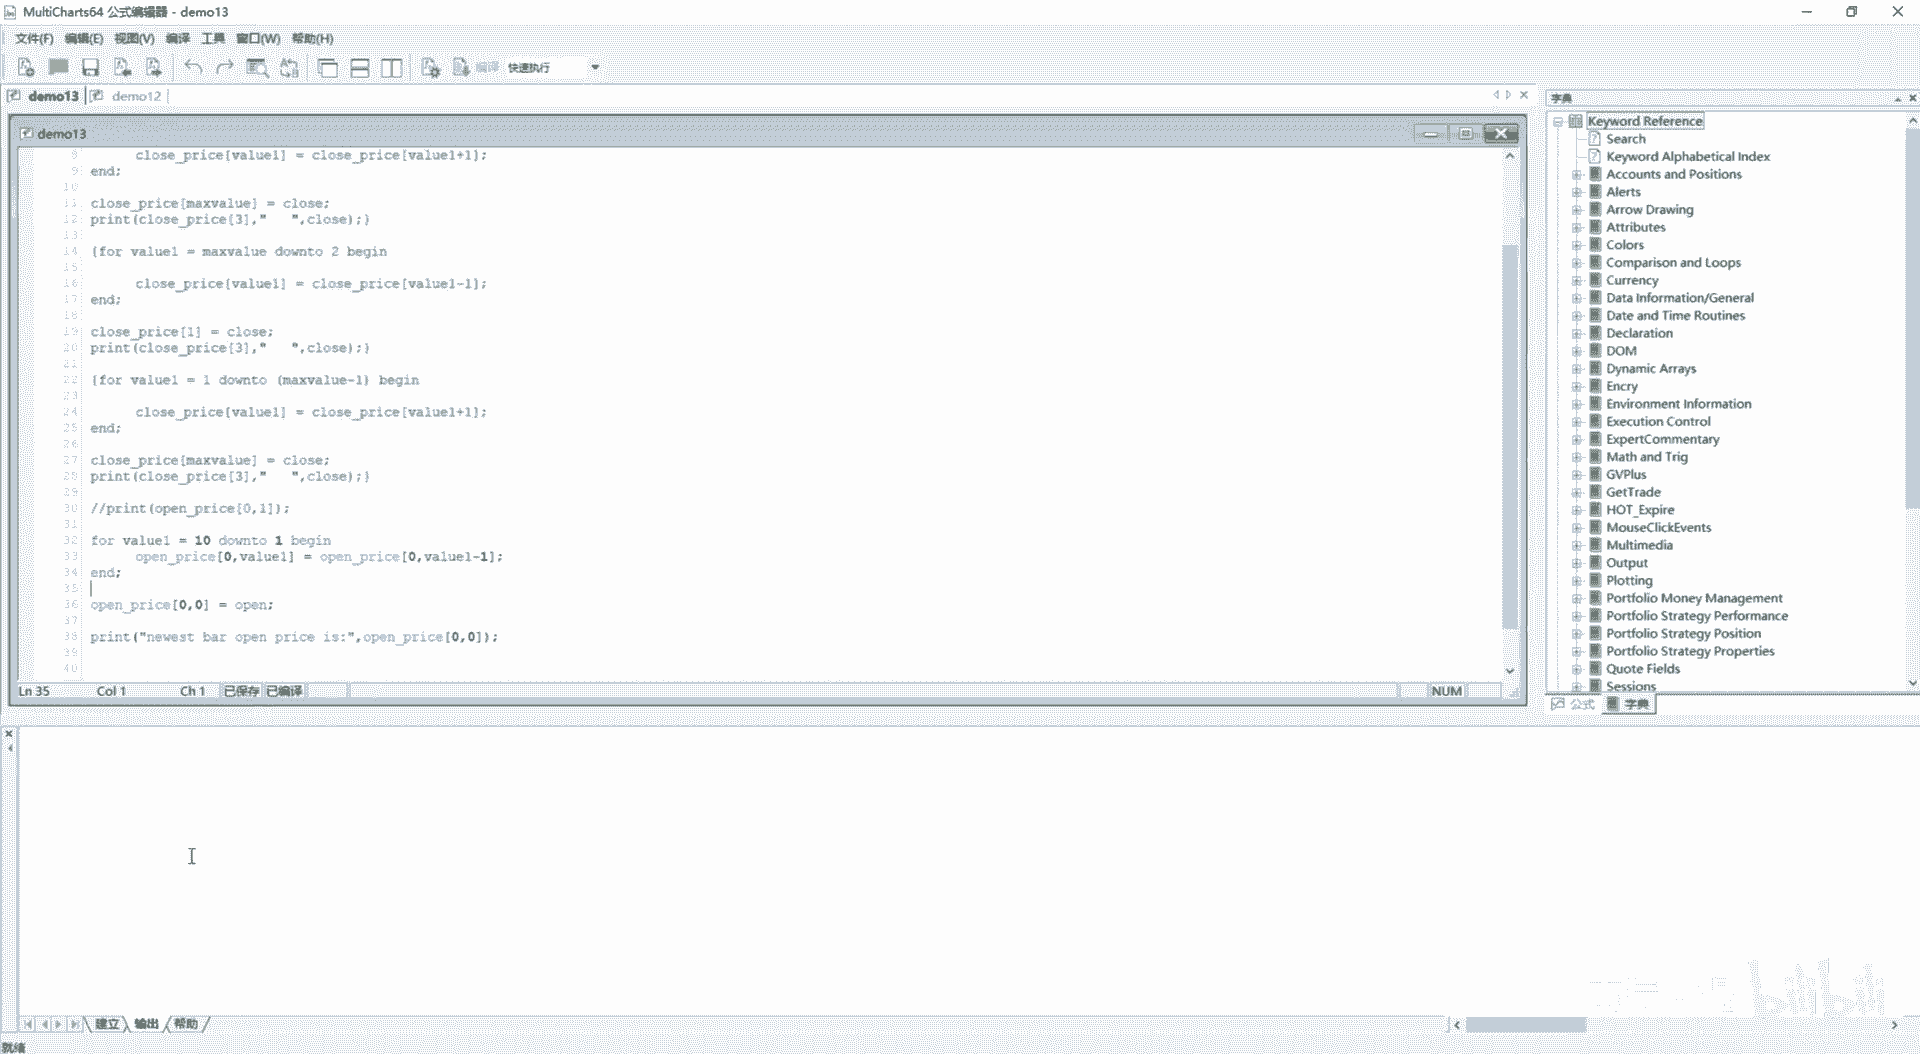 MultiCharts64 公式编辑器 - demo13
文件(F) 编辑(E) 视图(V) 编译 工具 窗口(W) 帮助(H)
编译 快速执行
demo13 demo12
字典
demo13
8 close_price[value1] = close_price[value1+1];
9 end;
10
11 close_price[maxvalue] = close;
12 print(close_price[3],"   ",close);}
13
14 {for value1 = maxvalue downto 2 begin
15
16 close_price[value1] = close_price[value1-1];
17 end;
18
19 close_price[1] = close;
20 print(close_price[3],"   ",close);}
21
22 {for value1 = 1 downto (maxvalue-1) begin
23
24 close_price[value1] = close_price[value1+1];
25 end;
26
27 close_price[maxvalue] = close;
28 print(close_price[3],"   ",close);}
29
30 //print(open_price[0,1]);
31
32 for value1 = 10 downto 1 begin
33 open_price[0,value1] = open_price[0,value1-1];
34 end;
35
36 open_price[0,0] = open;
37
38 print("newest bar open price is:",open_price[0,0]);
39
40
Ln 35 Col 1 Ch 1 已保存 已编译 NUM
Keyword Reference
Search
Keyword Alphabetical Index
Accounts and Positions
Alerts
Arrow Drawing
Attributes
Colors
Comparison and Loops
Currency
Data Information/General
Date and Time Routines
Declaration
DOM
Dynamic Arrays
Encry
Environment Information
Execution Control
ExpertCommentary
Math and Trig
GVPlus
GetTrade
HOT_Expire
MouseClickEvents
Multimedia
Output
Plotting
Portfolio Money Management
Portfolio Strategy Performance
Portfolio Strategy Position
Portfolio Strategy Properties
Quote Fields
Sessions
公式 字典
bilibili
建立 输出 帮助
就绪